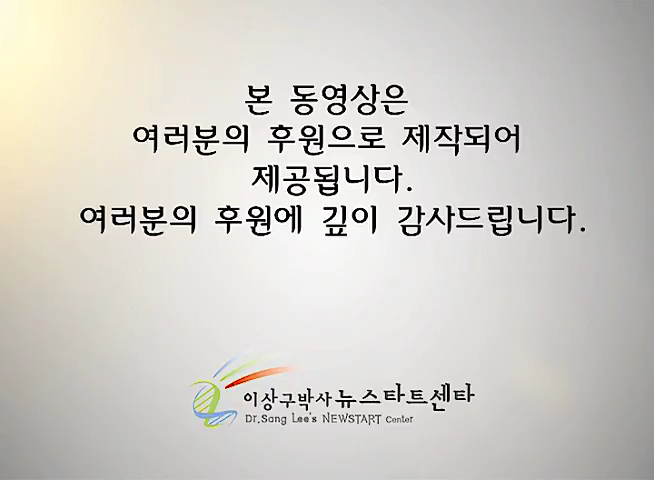 본 동영상은
여러분의 후원으로 제작되어
제공됩니다.
여러분의 후원에 깊이 감사드립니다.
이상구박사 뉴스타트센타
Dr.Sang Lee's NEWSTART Center